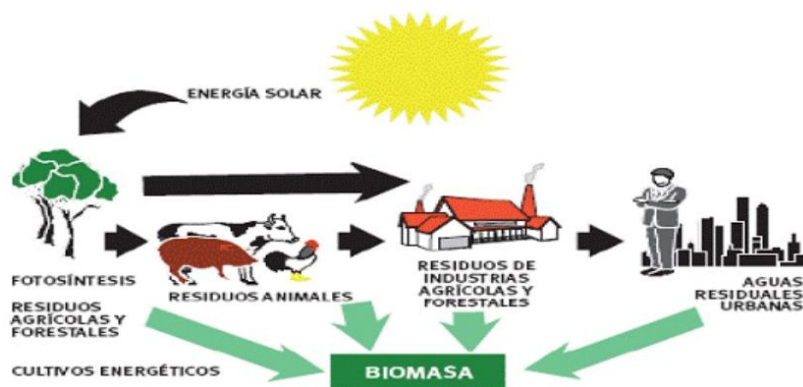 ENERGÍA SOLAR
FOTOSÍNTESIS
RESIDUOS
AGRÍCOLAS Y
FORESTALES
CULTIVOS ENERGÉTICOS
RESIDUOS ANIMALES
RESIDUOS DE
INDUSTRIAS
AGRÍCOLAS Y
FORESTALES
AGUAS
RESIDUALES
URBANAS
BIOMASA